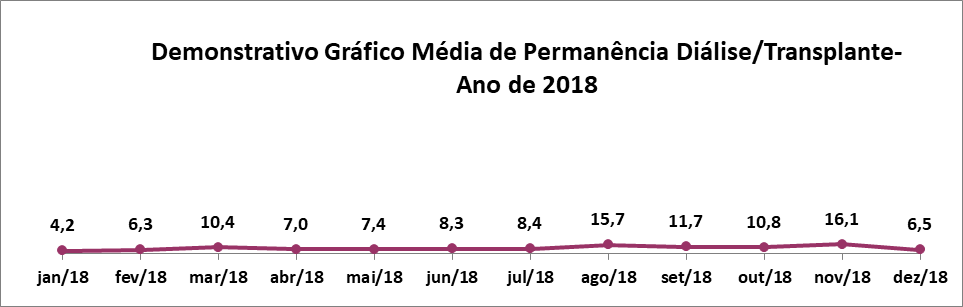 Demonstrativo Gráfico Média de Permanência Diálise/Transplante-
Ano de 2018
4,2 6,3 10,4 7,0 7,4 8,3 8,4 15,7 11,7 10,8 16,1 6,5
jan/18 fev/18 mar/18 abr/18 mai/18 jun/18 jul/18 ago/18 set/18 out/18 nov/18 dez/18